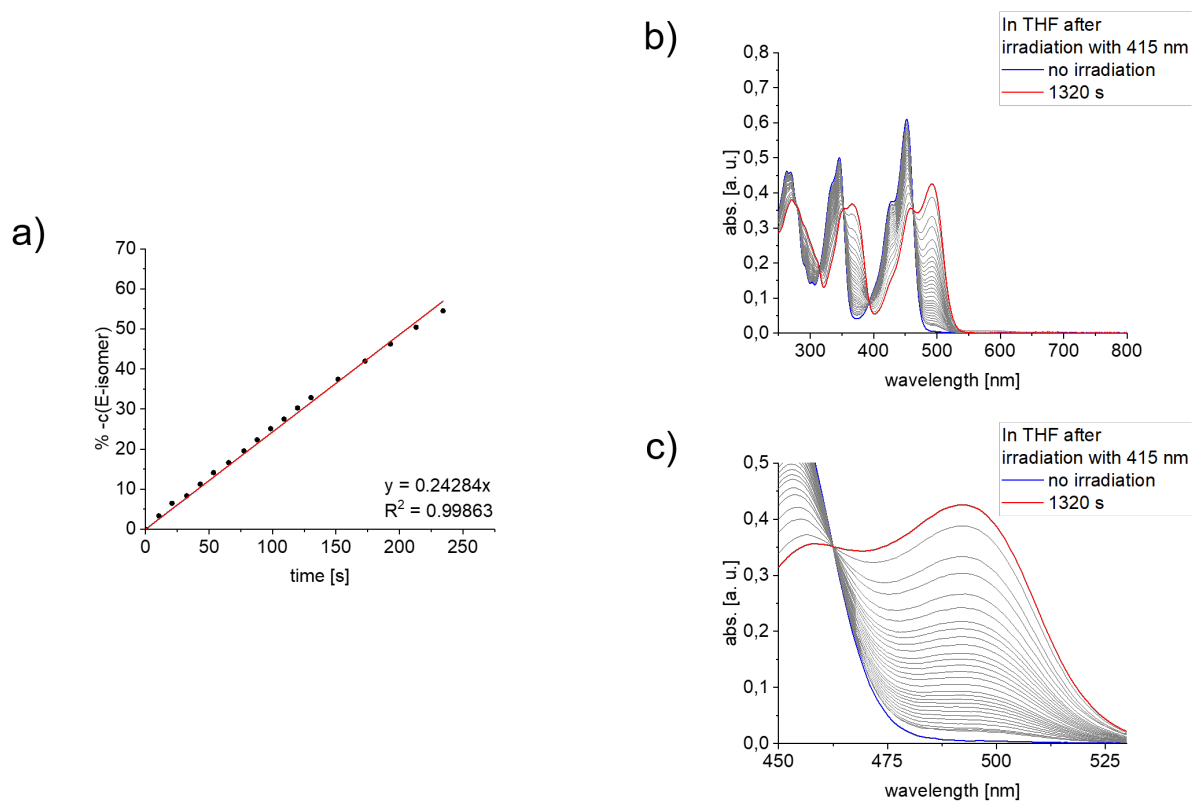 a)
70
60
50
40
30
20
10
0
% -c(E-isomer)
0 50 100 150 200 250
time [s]
y = 0.24284x
R² = 0.99863
b)
In THF after
irradiation with 415 nm
no irradiation
1320 s
0,8
0,7
0,6
0,5
0,4
0,3
0,2
0,1
0,0
abs. [a. u.]
300 400 500 600 700 800
wavelength [nm]
c)
In THF after
irradiation with 415 nm
no irradiation
1320 s
0,5
0,4
0,3
0,2
0,1
0,0
abs. [a. u.]
450 475 500 525
wavelength [nm]